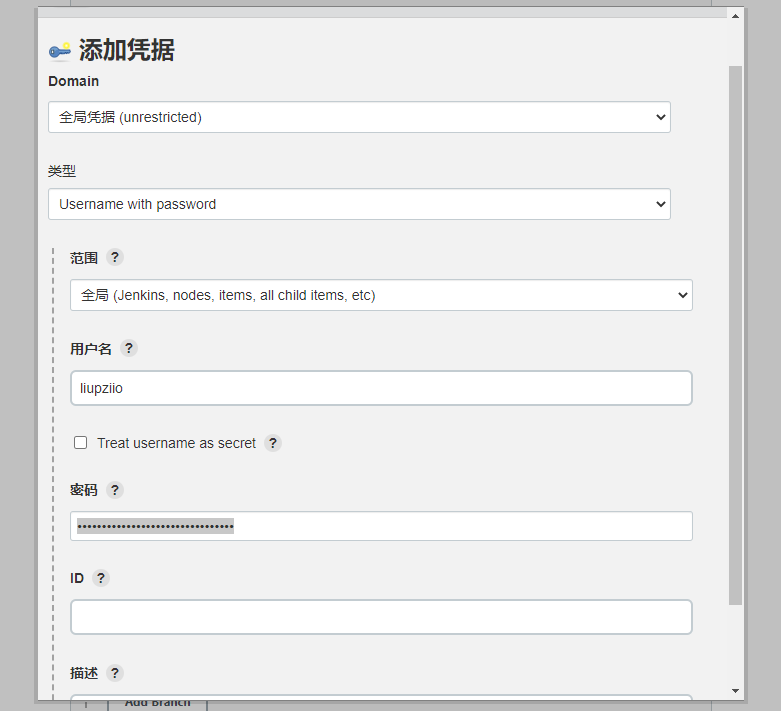 添加凭据
Domain
全局凭据 (unrestricted)
类型
Username with password
范围 ?
全局 (Jenkins, nodes, items, all child items, etc)
用户名 ?
liupziio
Treat username as secret ?
密码 ?
••••••••••••••••••••••••••••••••
ID ?
描述 ?
Add Branch